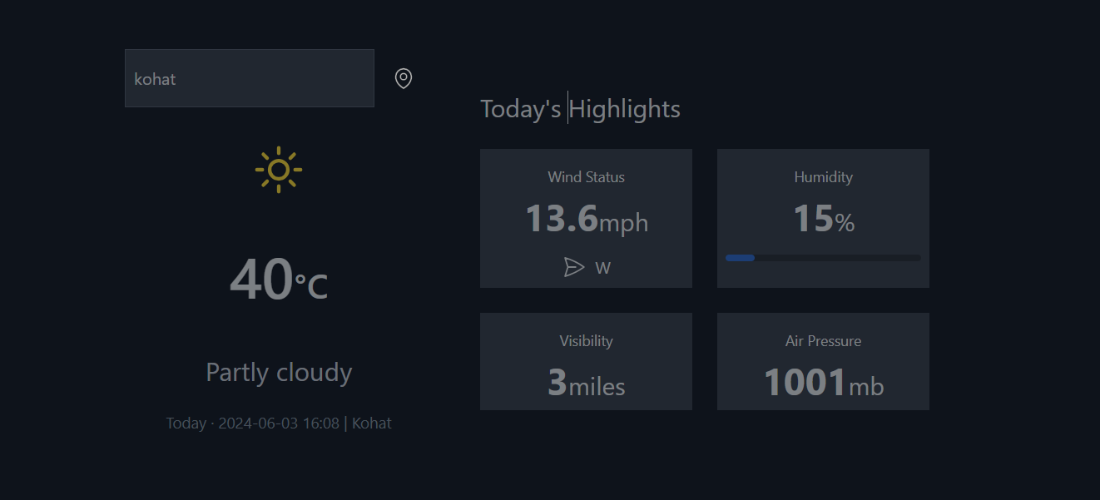 kohat
40°C
Partly cloudy
Today · 2024-06-03 16:08 | Kohat
Today's Highlights
Wind Status
13.6mph
W
Humidity
15%
Visibility
3miles
Air Pressure
1001mb